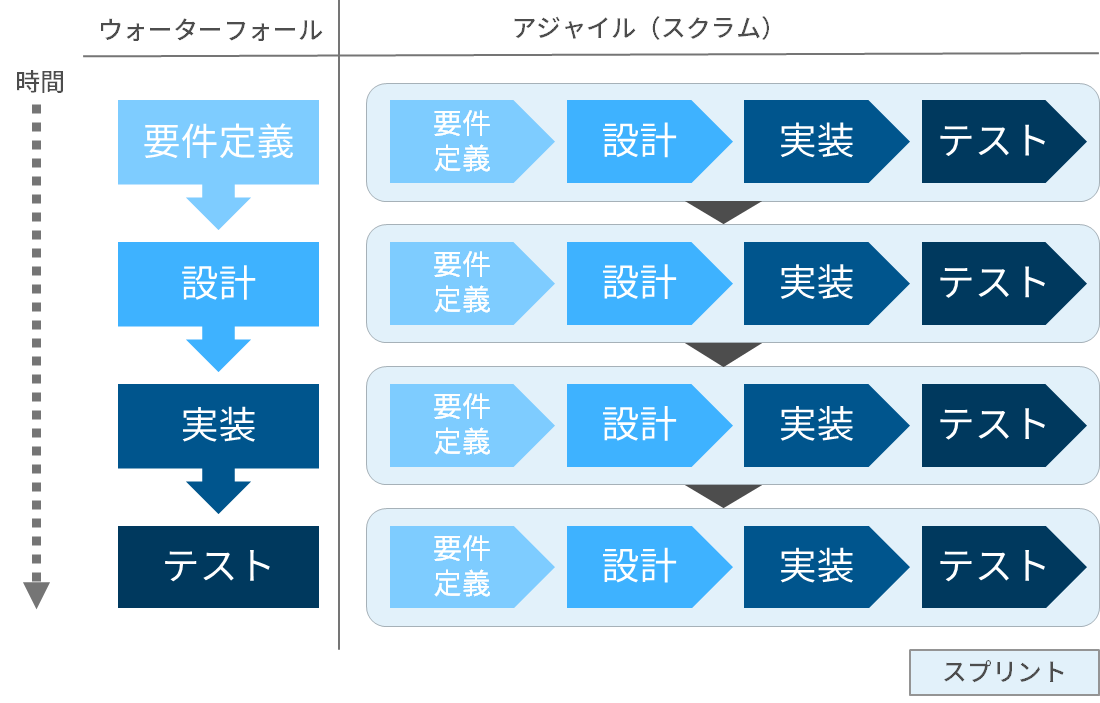 ウォーターフォール
アジャイル（スクラム）
時間
要件定義
設計
実装
テスト
要件
定義
設計
実装
テスト
要件
定義
設計
実装
テスト
要件
定義
設計
実装
テスト
要件
定義
設計
実装
テスト
スプリント